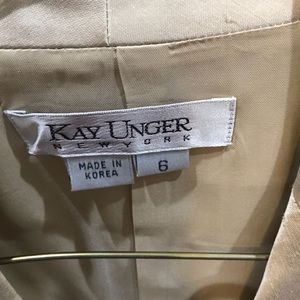 KAY UNGER
NEW YORK
MADE IN
KOREA
6